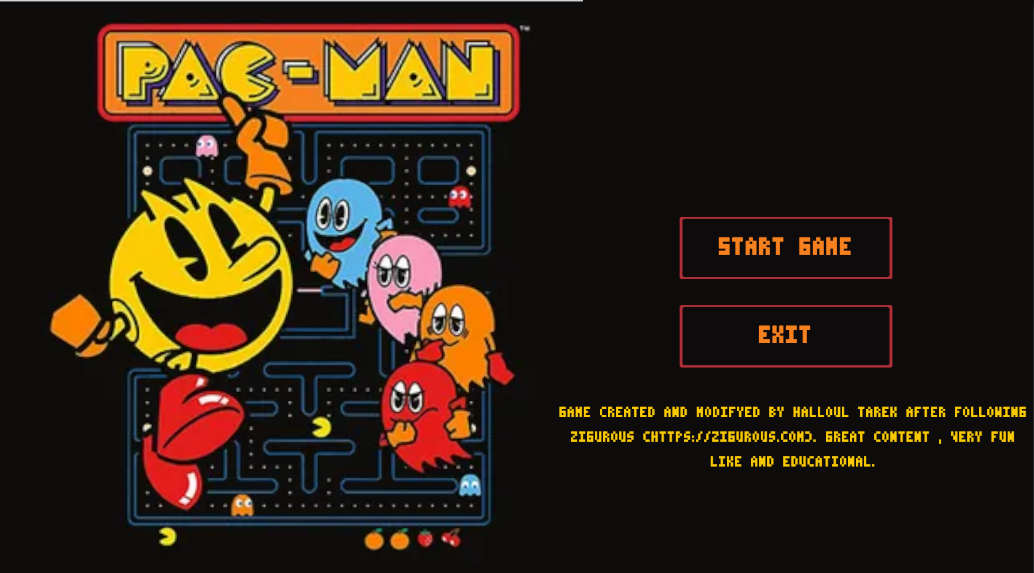 PAC-MAN
™
START GAME
EXIT
GAME CREATED AND MODIFYED BY HALLOUL TAREK AFTER FOLLOWING
ZIGUROUS (HTTPS://ZIGUROUS.COM). GREAT CONTENT , VERY FUN
LIKE AND EDUCATIONAL.